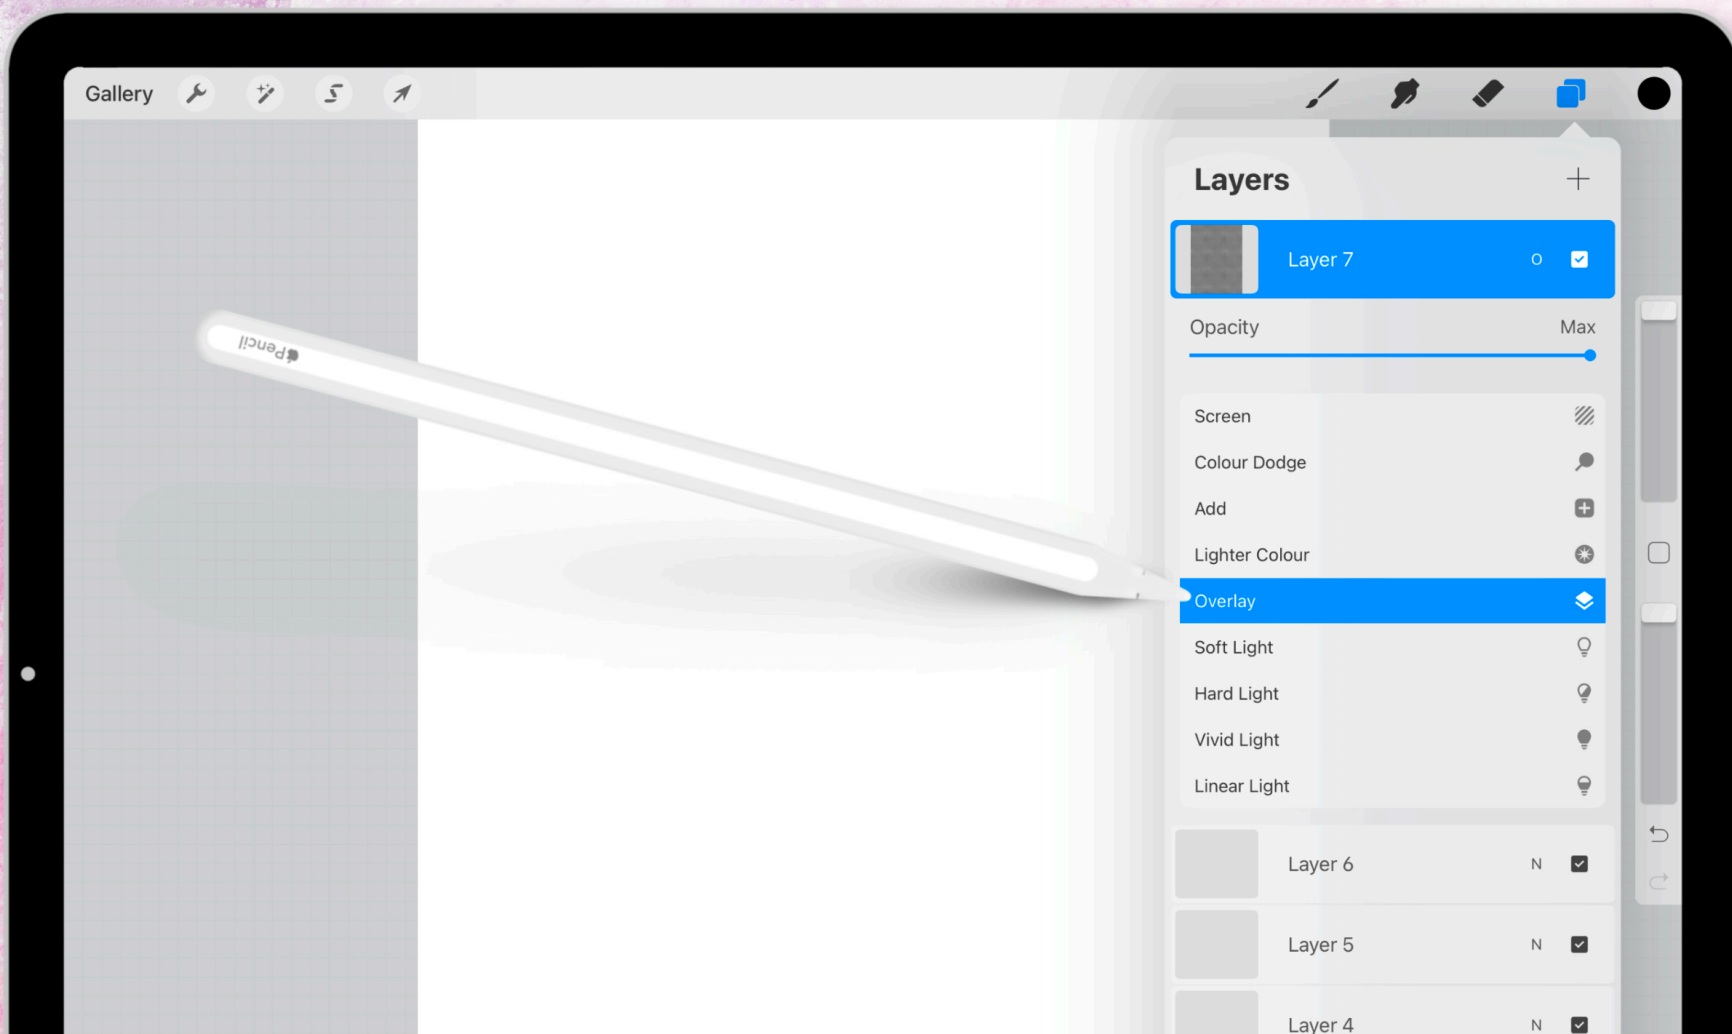 Gallery
Layers
Layer 7 O
Opacity Max
Pencil
Screen
Colour Dodge
Add
Lighter Colour
Overlay
Soft Light
Hard Light
Vivid Light
Linear Light
Layer 6 N
Layer 5 N
Layer 4 N